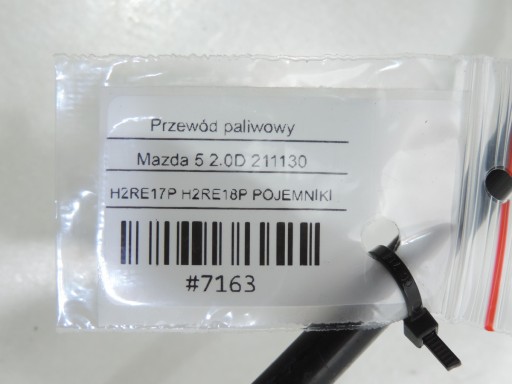 Przewód paliwowy
Mazda 5 2.0D 211130
H2RE17P H2RE18P POJEMNIKI
#7163